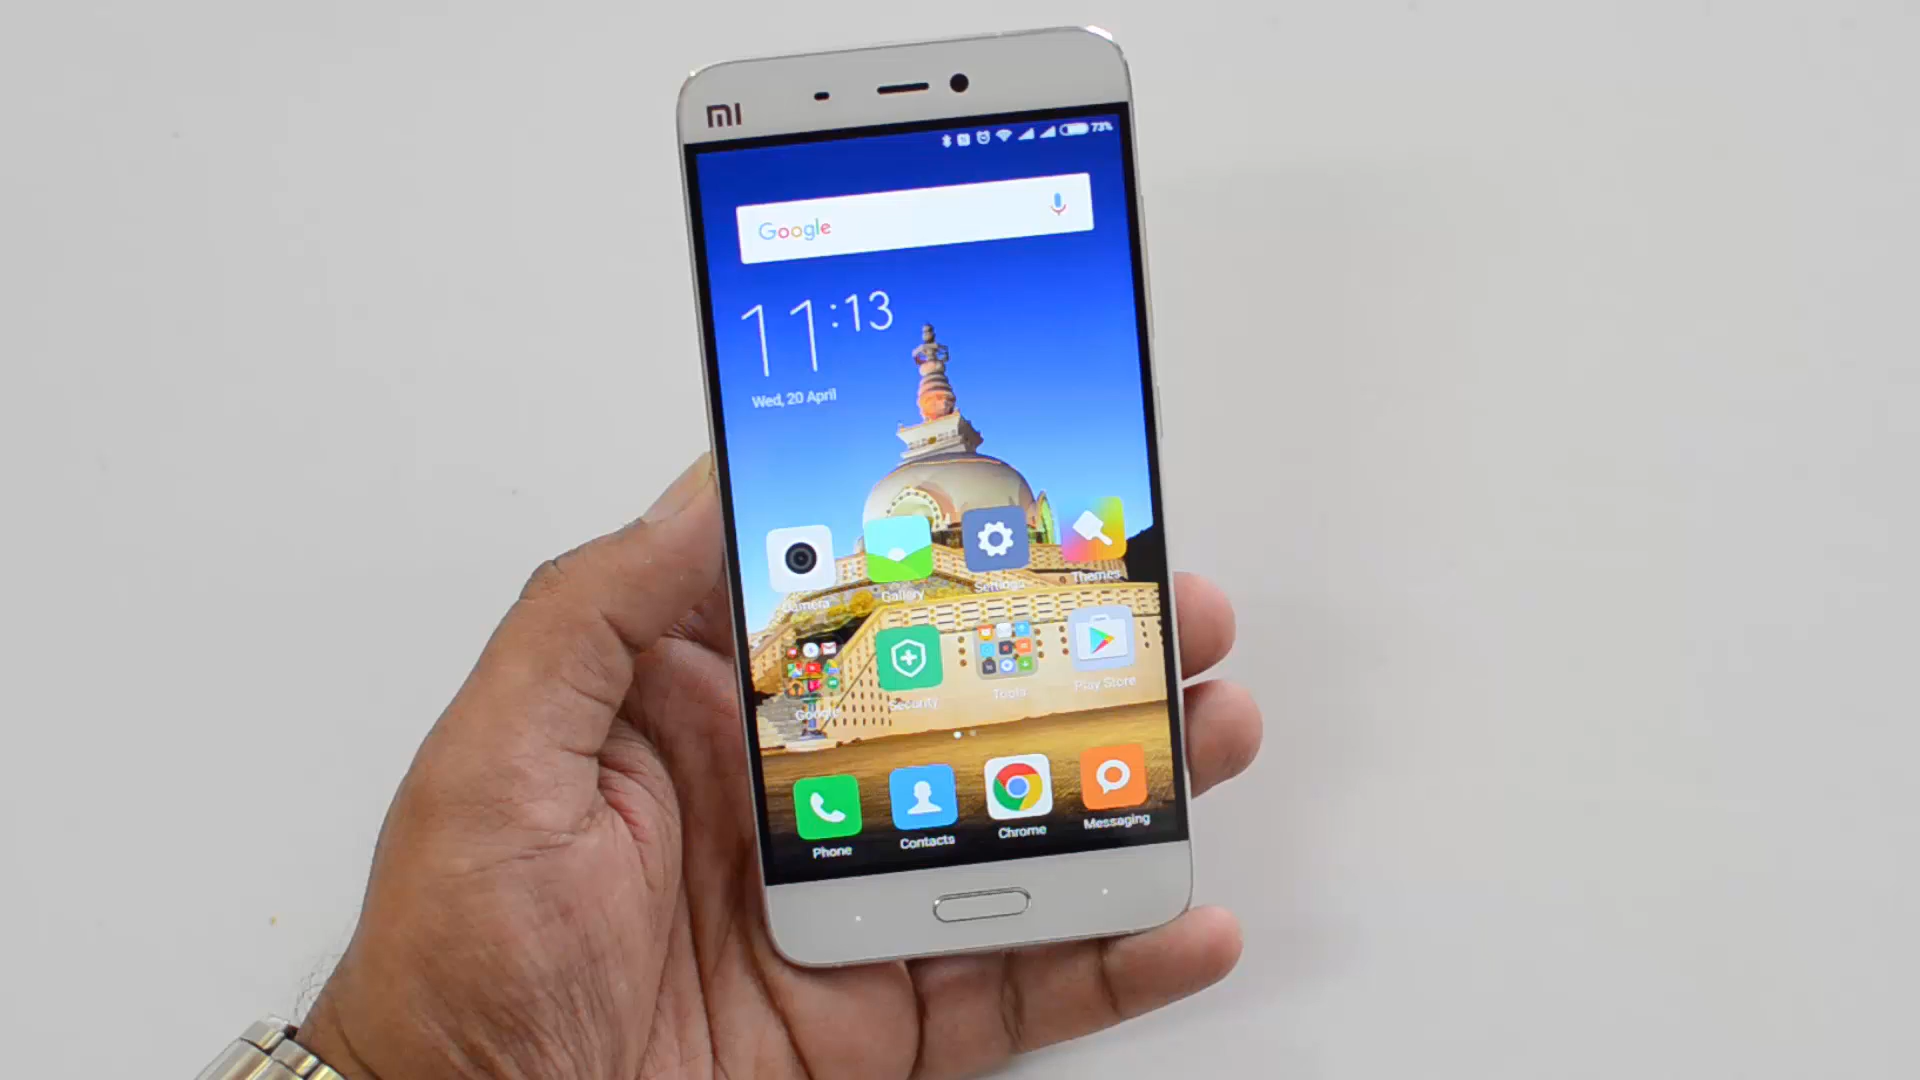 MI
73%
Google
11:13
Wed, 20 April
Camera
Gallery
Settings
Themes
Google
Security
Tools
Play Store
Phone
Contacts
Chrome
Messaging